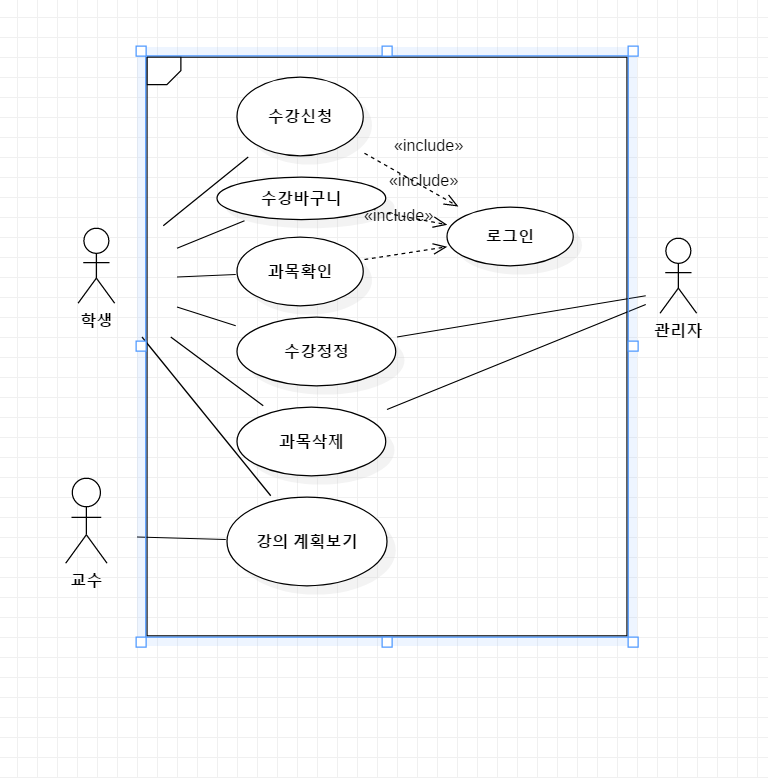 수강신청
«include»
«include»
수강바구니
«include»
로그인
과목확인
학생
관리자
수강정정
과목삭제
강의 계획보기
교수